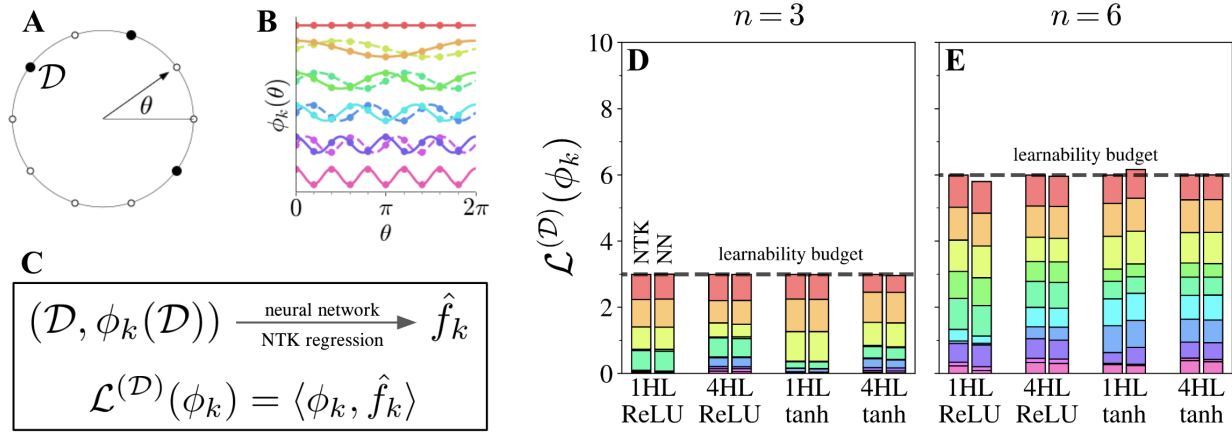 A
𝒟
θ
B
ϕ_k(θ)
0
π
2π
θ
C
(𝒟, ϕ_k(𝒟))
neural network
NTK regression
f̂_k
ℒ^(𝒟)(ϕ_k) = ⟨ϕ_k, f̂_k⟩
n = 3
n = 6
ℒ^(𝒟)(ϕ_k)
10
8
6
4
2
0
D
NTK
NN
learnability budget
1HL 4HL 1HL 4HL
ReLU ReLU tanh tanh
E
learnability budget
1HL 4HL 1HL 4HL
ReLU ReLU tanh tanh